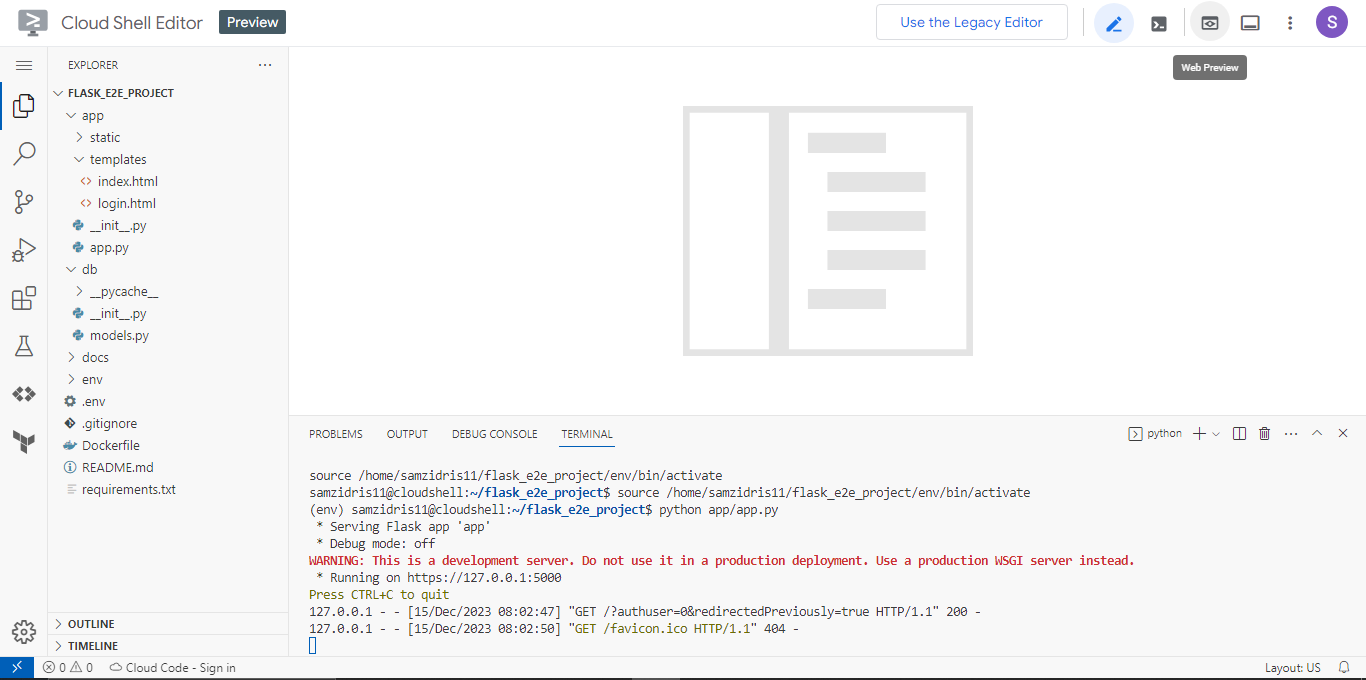 Cloud Shell Editor
Preview
Use the Legacy Editor
S
Web Preview
EXPLORER
FLASK_E2E_PROJECT
app
static
templates
index.html
login.html
__init__.py
app.py
db
__pycache__
__init__.py
models.py
docs
env
.env
.gitignore
Dockerfile
README.md
requirements.txt
OUTLINE
TIMELINE
PROBLEMS
OUTPUT
DEBUG CONSOLE
TERMINAL
python
source /home/samzidris11/flask_e2e_project/env/bin/activate
samzidris11@cloudshell:~/flask_e2e_project$ source /home/samzidris11/flask_e2e_project/env/bin/activate
(env) samzidris11@cloudshell:~/flask_e2e_project$ python app/app.py
* Serving Flask app 'app'
* Debug mode: off
WARNING: This is a development server. Do not use it in a production deployment. Use a production WSGI server instead.
* Running on https://127.0.0.1:5000
Press CTRL+C to quit
127.0.0.1 - - [15/Dec/2023 08:02:47] "GET /?authuser=0&redirectedPreviously=true HTTP/1.1" 200 -
127.0.0.1 - - [15/Dec/2023 08:02:50] "GET /favicon.ico HTTP/1.1" 404 -
0
0
Cloud Code - Sign in
Layout: US